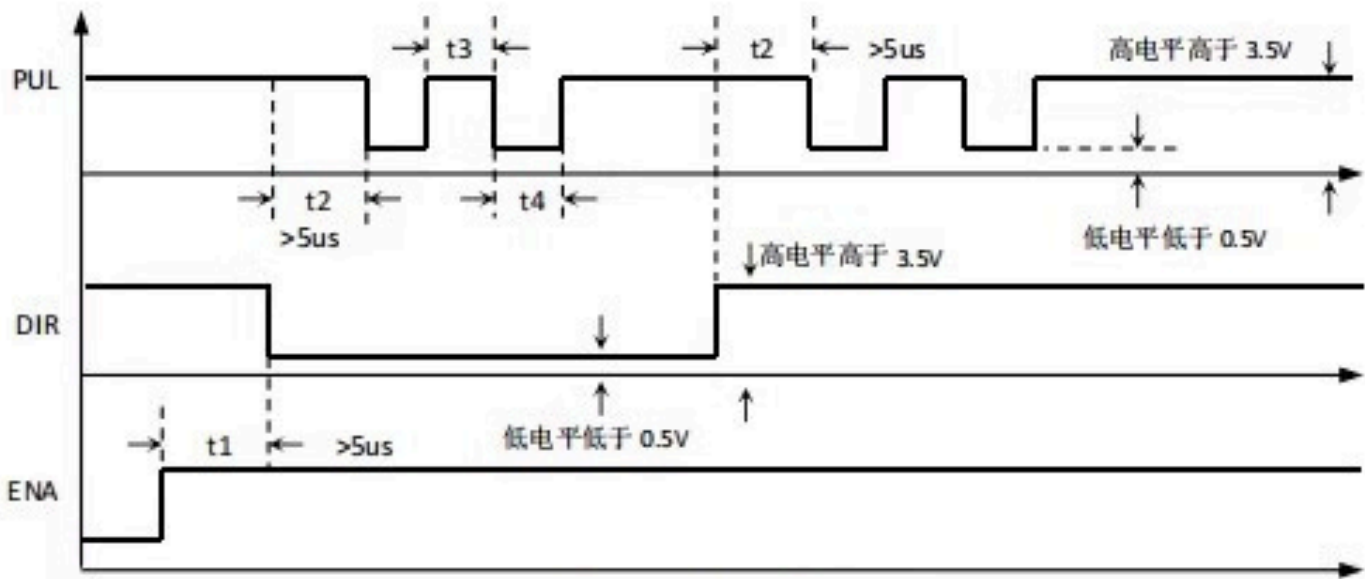 t3
t2
>5us
高电平高于 3.5V
PUL
t2
t4
>5us
低电平低于 0.5V
高电平高于 3.5V
DIR
低电平低于 0.5V
t1
>5us
ENA